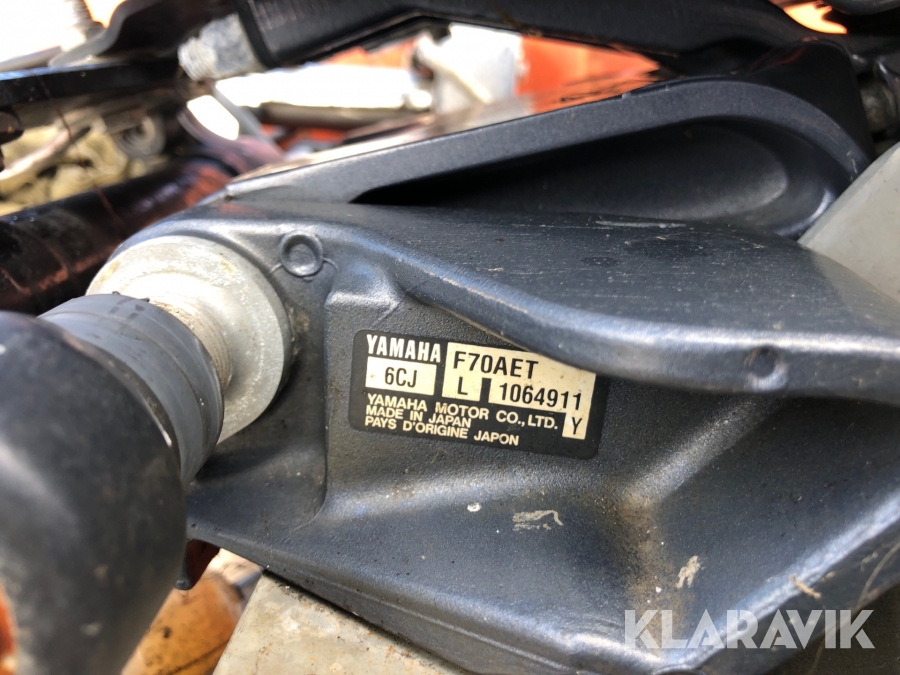 YAMAHA F70AET
6CJ L 1064911
YAMAHA MOTOR CO., LTD. Y
MADE IN JAPAN
PAYS D'ORIGINE JAPON
KLARAVIK